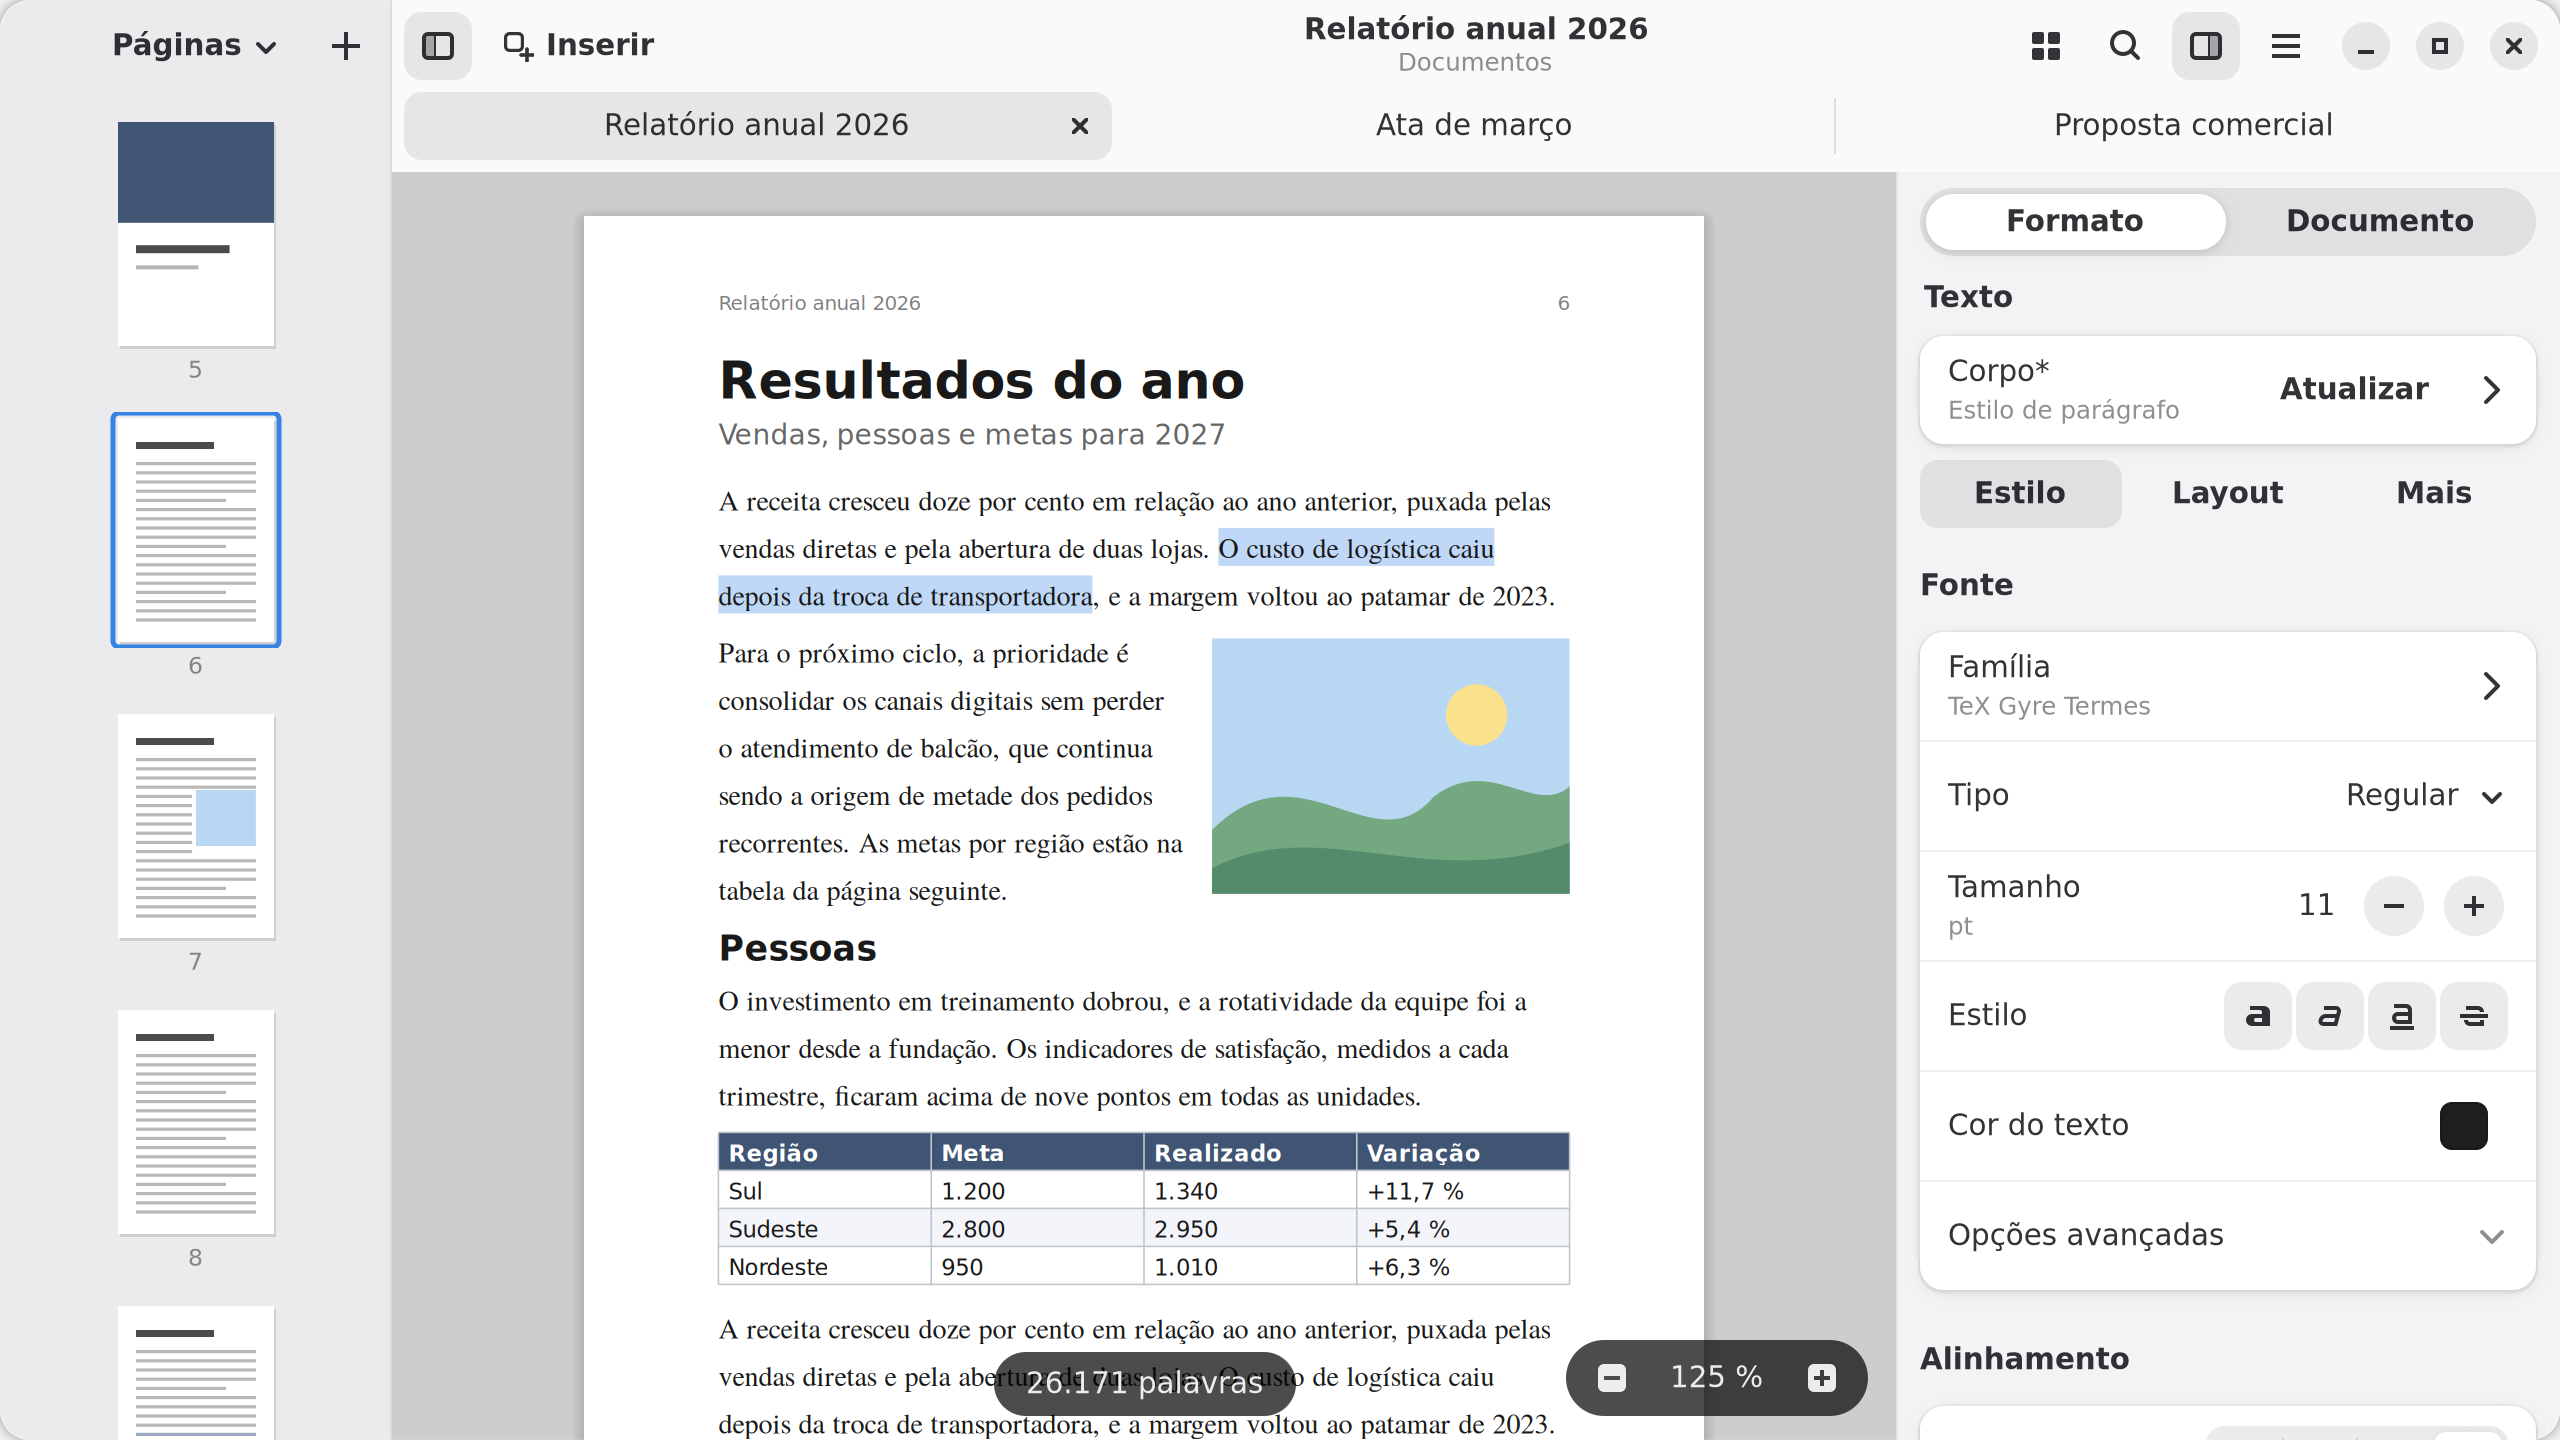 Páginas
Inserir
Relatório anual 2026
Documentos
Relatório anual 2026
Ata de março
Proposta comercial
5
6
7
8
Relatório anual 2026 6
Resultados do ano
Vendas, pessoas e metas para 2027
A receita cresceu doze por cento em relação ao ano anterior, puxada pelas
vendas diretas e pela abertura de duas lojas. O custo de logística caiu
depois da troca de transportadora, e a margem voltou ao patamar de 2023.
Para o próximo ciclo, a prioridade é
consolidar os canais digitais sem perder
o atendimento de balcão, que continua
sendo a origem de metade dos pedidos
recorrentes. As metas por região estão na
tabela da página seguinte.
Pessoas
O investimento em treinamento dobrou, e a rotatividade da equipe foi a
menor desde a fundação. Os indicadores de satisfação, medidos a cada
trimestre, ficaram acima de nove pontos em todas as unidades.
Região Meta Realizado Variação
Sul 1.200 1.340 +11,7 %
Sudeste 2.800 2.950 +5,4 %
Nordeste 950 1.010 +6,3 %
A receita cresceu doze por cento em relação ao ano anterior, puxada pelas
vendas diretas e pela abertura de duas lojas. O custo de logística caiu
depois da troca de transportadora, e a margem voltou ao patamar de 2023.
26.171 palavras
125 %
Formato
Documento
Texto
Corpo*
Estilo de parágrafo
Atualizar
Estilo
Layout
Mais
Fonte
Família
TeX Gyre Termes
Tipo
Regular
Tamanho
pt
11
Estilo
a a a S
Cor do texto
Opções avançadas
Alinhamento